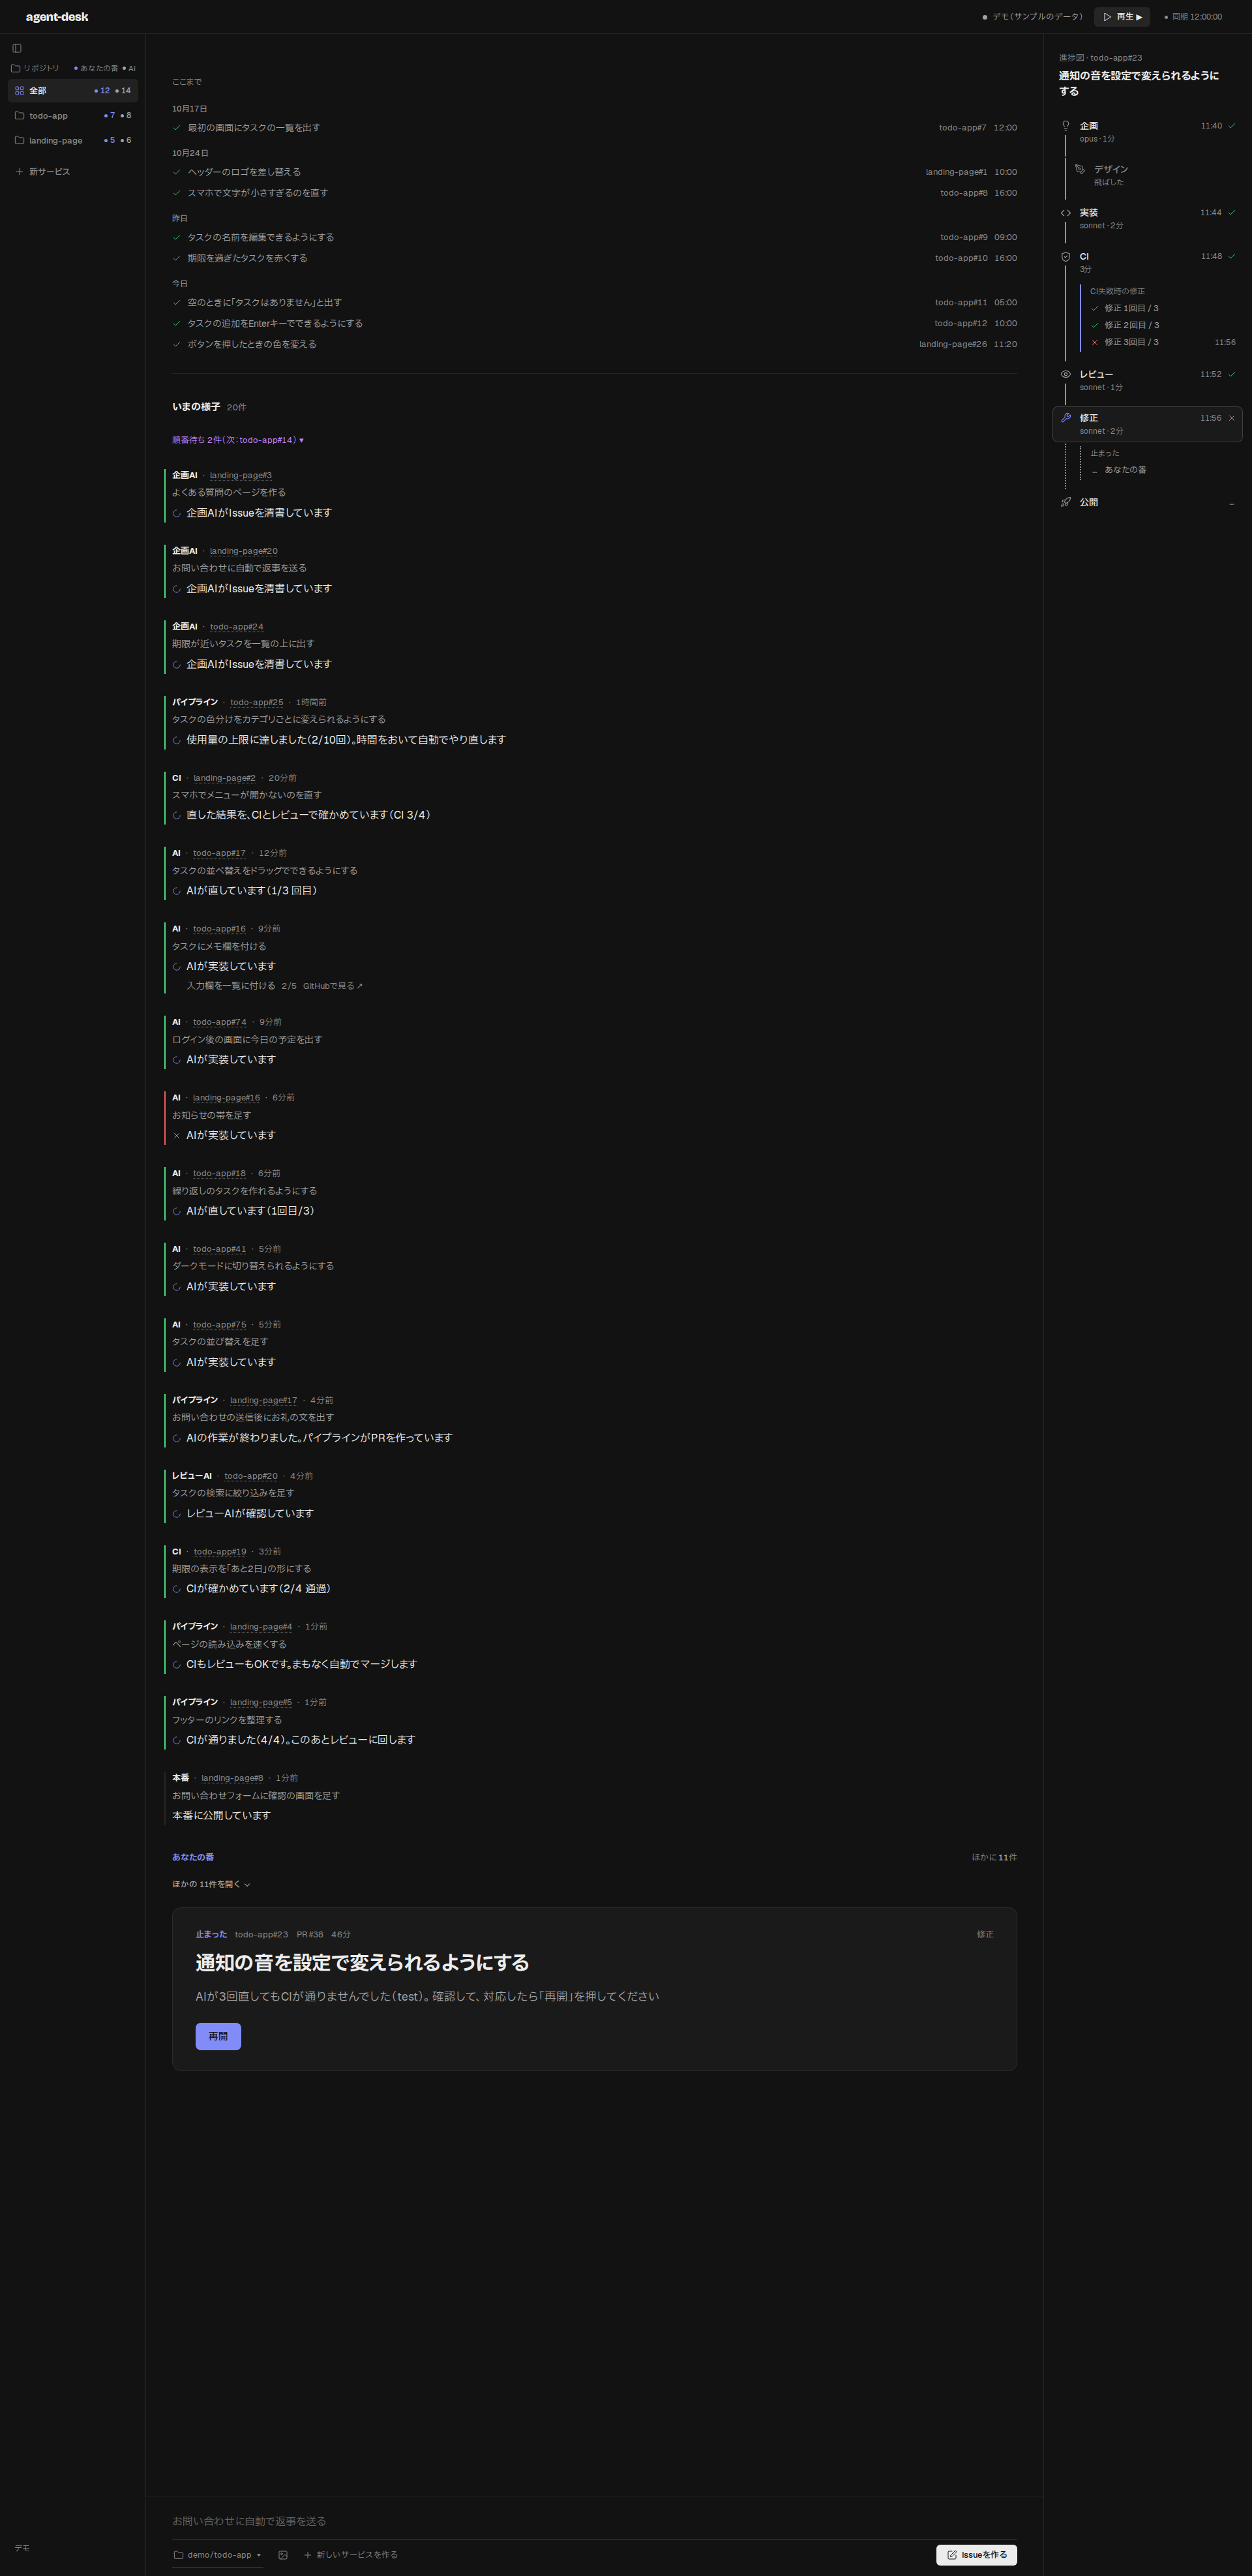 agent-desk
デモ（サンプルのデータ）
再生 ▶
同期 12:00:00
リポジトリ あなたの番 AI
全部 12 14
todo-app 7 8
landing-page 5 6
新サービス
デモ
ここまで
10月17日
最初の画面にタスクの一覧を出す todo-app#7 12:00
10月24日
ヘッダーのロゴを差し替える landing-page#1 10:00
スマホで文字が小さすぎるのを直す todo-app#8 16:00
昨日
タスクの名前を編集できるようにする todo-app#9 09:00
期限を過ぎたタスクを赤くする todo-app#10 16:00
今日
空のときに「タスクはありません」と出す todo-app#11 05:00
タスクの追加をEnterキーでできるようにする todo-app#12 10:00
ボタンを押したときの色を変える landing-page#26 11:20
いまの様子 20件
順番待ち 2件（次：todo-app#14）▾
企画AI · landing-page#3
よくある質問のページを作る
企画AIがIssueを清書しています
企画AI · landing-page#20
お問い合わせに自動で返事を送る
企画AIがIssueを清書しています
企画AI · todo-app#24
期限が近いタスクを一覧の上に出す
企画AIがIssueを清書しています
パイプライン · todo-app#25 · 1時間前
タスクの色分けをカテゴリごとに変えられるようにする
使用量の上限に達しました（2/10回）。時間をおいて自動でやり直します
CI · landing-page#2 · 20分前
スマホでメニューが開かないのを直す
直した結果を、CIとレビューで確かめています（CI 3/4）
AI · todo-app#17 · 12分前
タスクの並べ替えをドラッグでできるようにする
AIが直しています（1/3 回目）
AI · todo-app#16 · 9分前
タスクにメモ欄を付ける
AIが実装しています
入力欄を一覧に付ける 2/5 GitHubで見る ↗
AI · todo-app#74 · 9分前
ログイン後の画面に今日の予定を出す
AIが実装しています
AI · landing-page#16 · 6分前
お知らせの帯を足す
AIが実装しています
AI · todo-app#18 · 6分前
繰り返しのタスクを作れるようにする
AIが直しています（1回目/3）
AI · todo-app#41 · 5分前
ダークモードに切り替えられるようにする
AIが実装しています
AI · todo-app#75 · 5分前
タスクの並び替えを足す
AIが実装しています
パイプライン · landing-page#17 · 4分前
お問い合わせの送信後にお礼の文を出す
AIの作業が終わりました。パイプラインがPRを作っています
レビューAI · todo-app#20 · 4分前
タスクの検索に絞り込みを足す
レビューAIが確認しています
CI · todo-app#19 · 3分前
期限の表示を「あと2日」の形にする
CIが確かめています（2/4 通過）
パイプライン · landing-page#4 · 1分前
ページの読み込みを速くする
CIもレビューもOKです。まもなく自動でマージします
パイプライン · landing-page#5 · 1分前
フッターのリンクを整理する
CIが通りました（4/4）。このあとレビューに回します
本番 · landing-page#8 · 1分前
お問い合わせフォームに確認の画面を足す
本番に公開しています
あなたの番 ほかに 11件
ほかの 11件を開く
止まった todo-app#23 PR #38 46分 修正
通知の音を設定で変えられるようにする
AIが3回直してもCIが通りませんでした（test）。確認して、対応したら「再開」を押してください
再開
お問い合わせに自動で返事を送る
demo/todo-app ▾
新しいサービスを作る
Issueを作る
進捗図 · todo-app#23
通知の音を設定で変えられるように
する
企画 11:40
opus · 1分
デザイン
飛ばした
実装 11:44
sonnet · 2分
CI 11:48
3分
CI失敗時の修正
修正 1回目 / 3
修正 2回目 / 3
修正 3回目 / 3 11:56
レビュー 11:52
sonnet · 1分
修正 11:56
sonnet · 2分
止まった
… あなたの番
公開 …